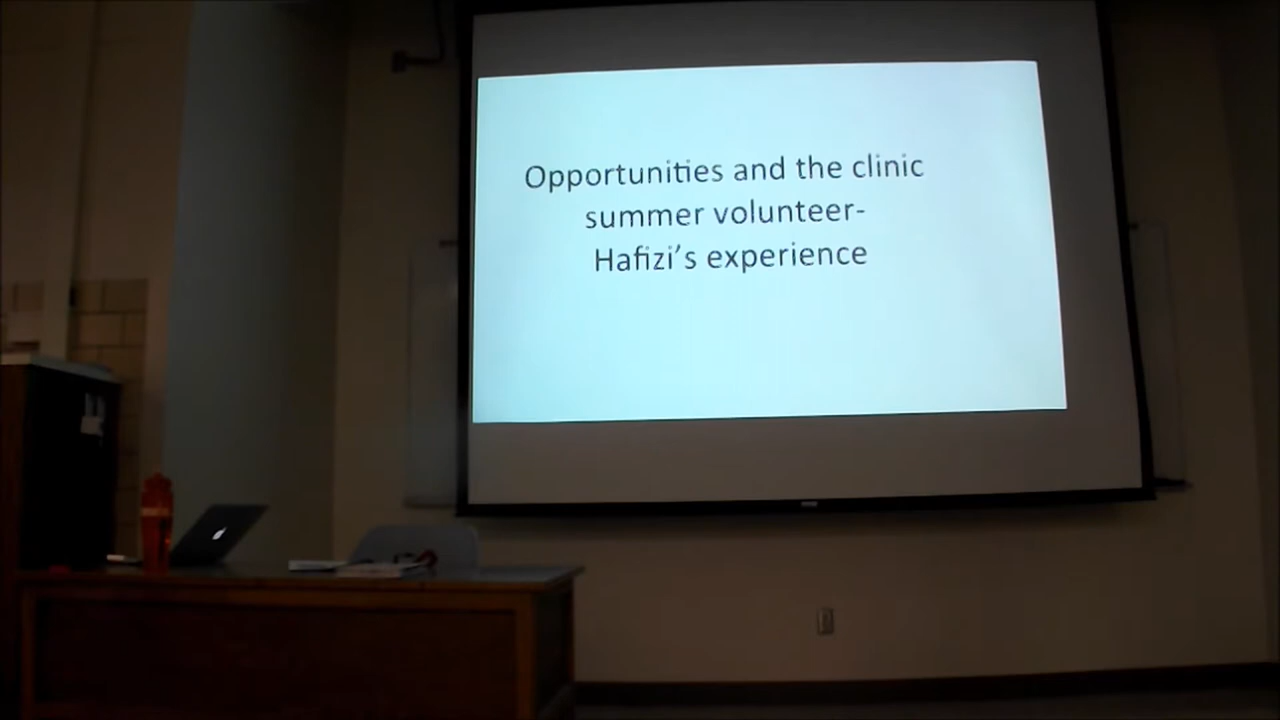 Opportunities and the clinic
summer volunteer-
Hafizi’s experience